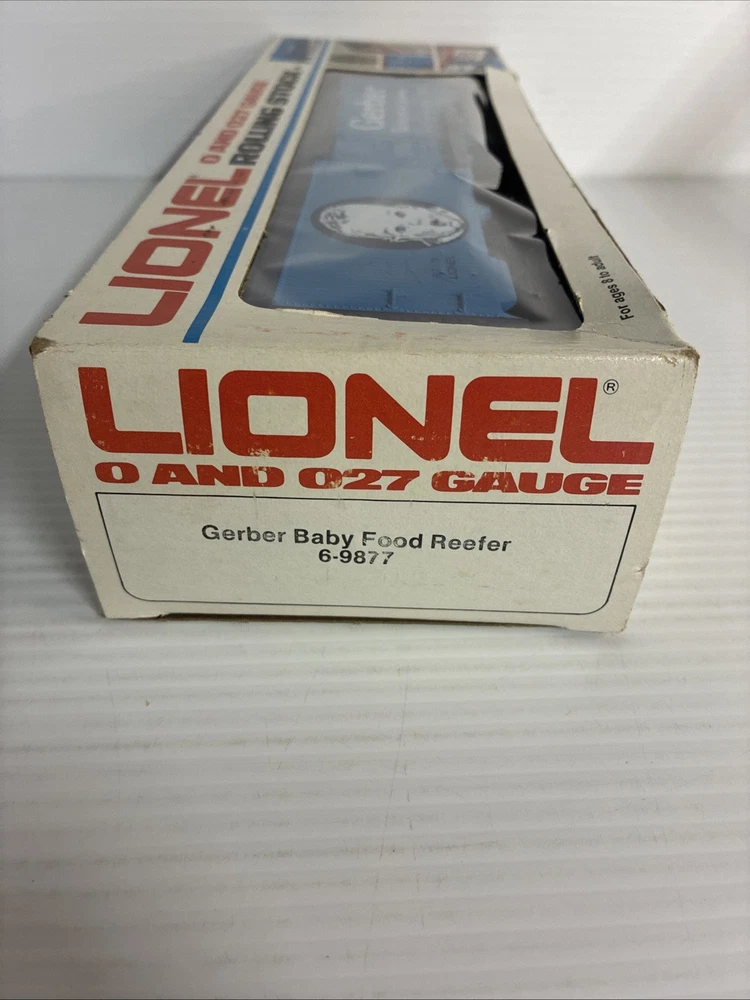 LIONEL
O AND O27 GAUGE
ROLLING STOCK
Gerber
For ages 8 to adult
LIONEL®
O AND O27 GAUGE
Gerber Baby Food Reefer
6-9877